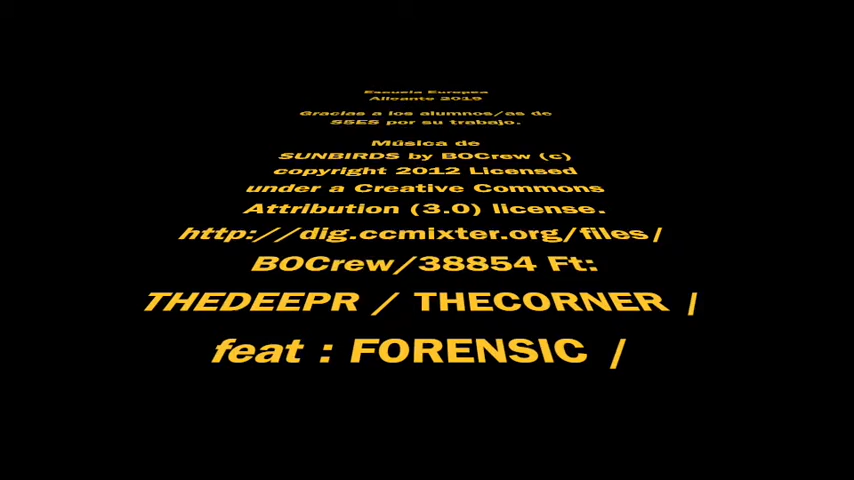 Escuela Europea
Alicante 2019
Gracias a los alumnos/as de
S5ES por su trabajo.
Música de
SUNBIRDS by BOCrew (c)
copyright 2012 Licensed
under a Creative Commons
Attribution (3.0) license.
http://dig.ccmixter.org/files/
BOCrew/38854 Ft:
THEDEEPR / THECORNER /
feat : FORENSIC /